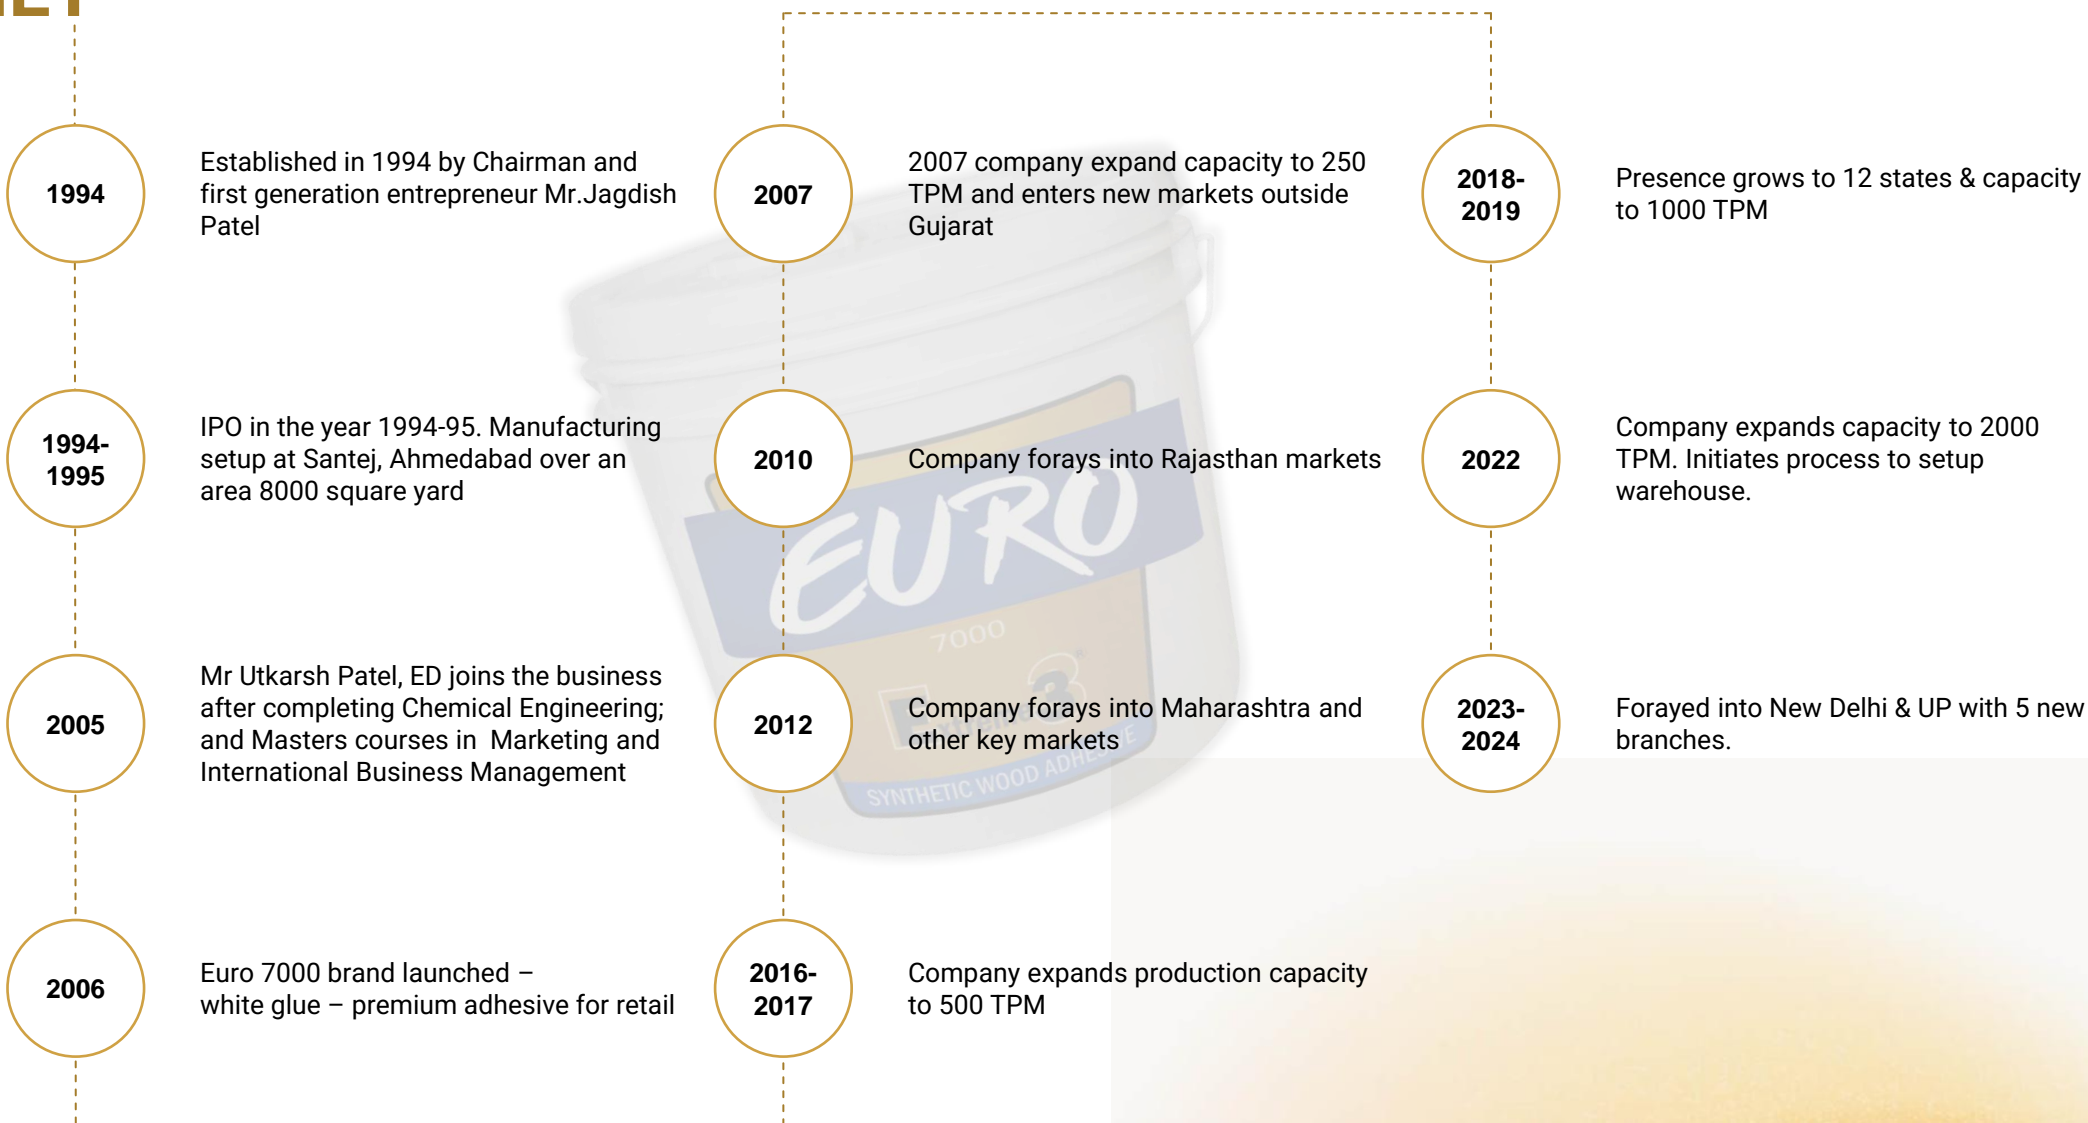 1994
Established in 1994 by Chairman and
first generation entrepreneur Mr.Jagdish
Patel
1994-
1995
IPO in the year 1994-95. Manufacturing
setup at Santej, Ahmedabad over an
area 8000 square yard
2005
Mr Utkarsh Patel, ED joins the business
after completing Chemical Engineering;
and Masters courses in Marketing and
International Business Management
2006
Euro 7000 brand launched –
white glue – premium adhesive for retail
2007
2007 company expand capacity to 250
TPM and enters new markets outside
Gujarat
2010
Company forays into Rajasthan markets
2012
Company forays into Maharashtra and
other key markets
2016-
2017
Company expands production capacity
to 500 TPM
2018-
2019
Presence grows to 12 states & capacity
to 1000 TPM
2022
Company expands capacity to 2000
TPM. Initiates process to setup
warehouse.
2023-
2024
Forayed into New Delhi & UP with 5 new
branches.
EURO
7000
Extreme3®
SYNTHETIC WOOD ADHESIVE